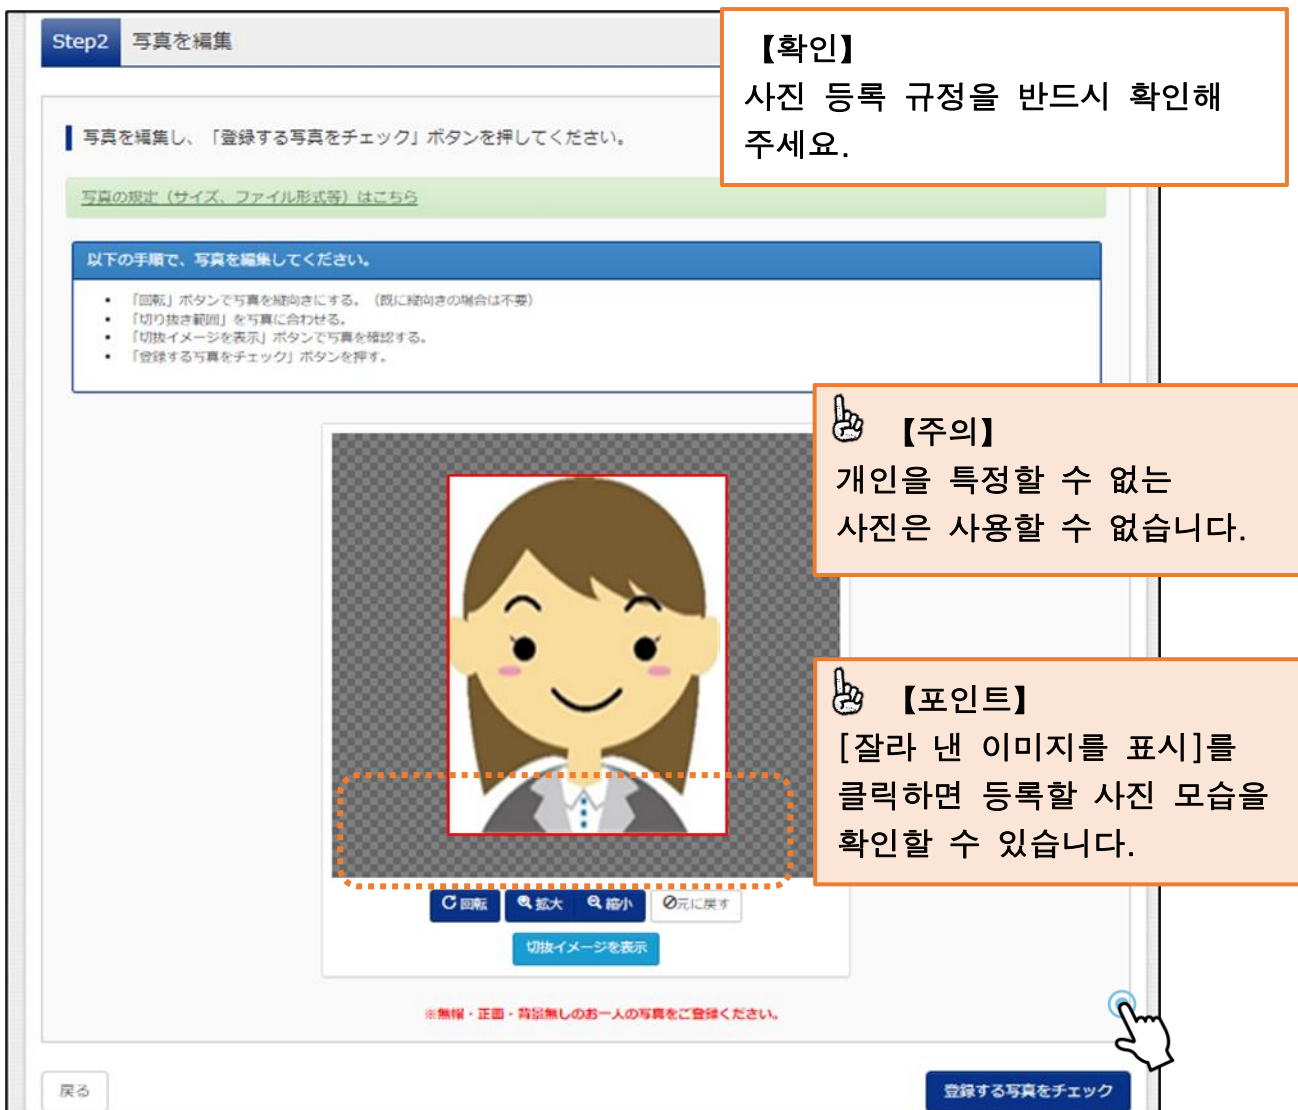 Step2 写真を編集
【확인】
사진 등록 규정을 반드시 확인해
주세요.
写真を編集し、「登録する写真をチェック」ボタンを押してください。
写真の規定（サイズ、ファイル形式等）はこちら
以下の手順で、写真を編集してください。
• 「回転」ボタンで写真を縦向きにする。（既に縦向きの場合は不要）
• 「切り抜き範囲」を写真に合わせる。
• 「切抜イメージを表示」ボタンで写真を確認する。
• 「登録する写真をチェック」ボタンを押す。
【주의】
개인을 특정할 수 없는
사진은 사용할 수 없습니다.
【포인트】
[잘라 낸 이미지를 표시]를
클릭하면 등록할 사진 모습을
확인할 수 있습니다.
回転 拡大 縮小 元に戻す
切抜イメージを表示
※無帽・正面・背景無しのお一人の写真をご登録ください。
戻る 登録する写真をチェック